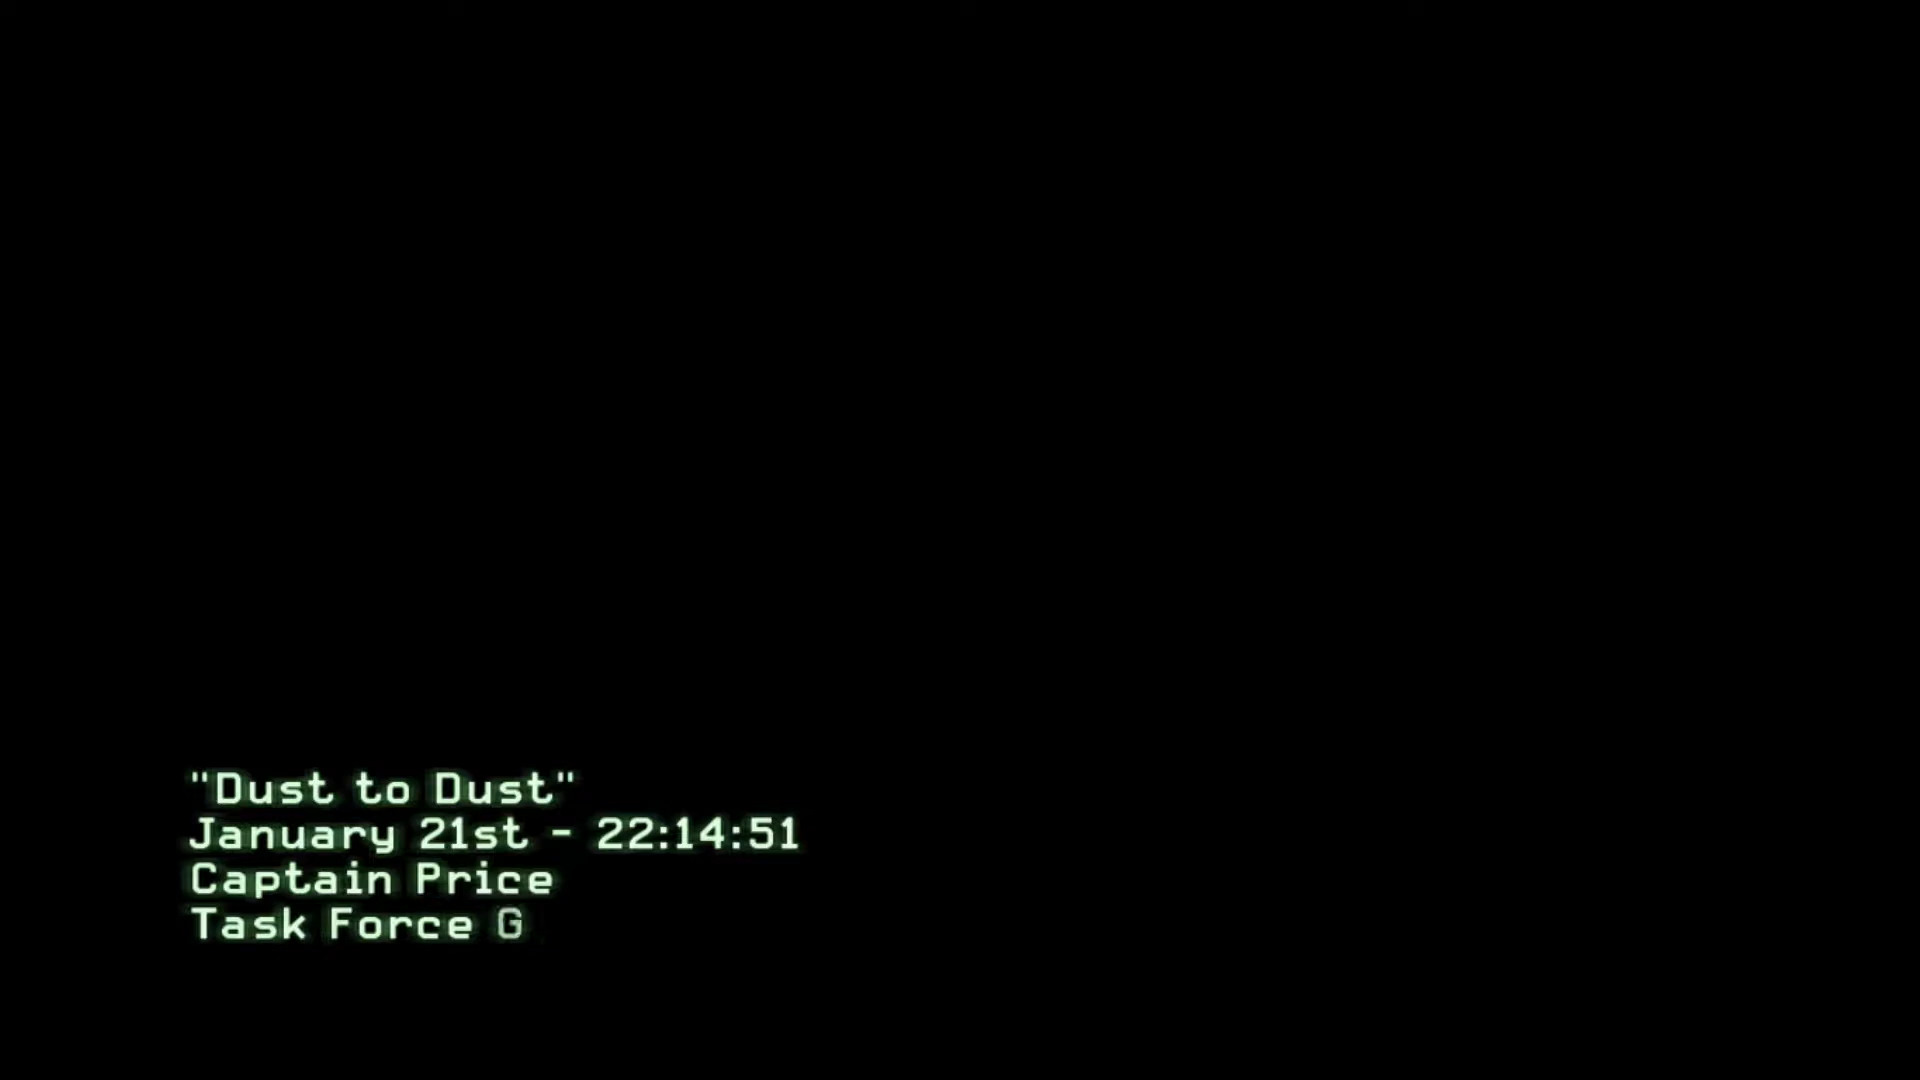 "Dust to Dust"
January 21st - 22:14:51
Captain Price
Task Force G